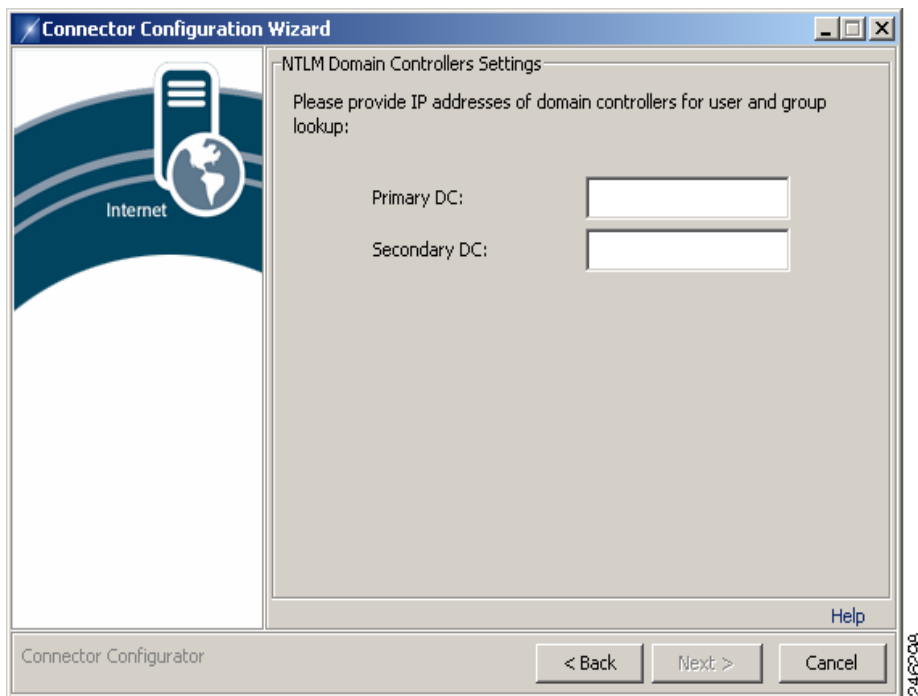 Connector Configuration Wizard
NTLM Domain Controllers Settings
Please provide IP addresses of domain controllers for user and group
lookup:
Internet
Primary DC:
Secondary DC:
Help
Connector Configurator
< Back
Next >
Cancel
246298